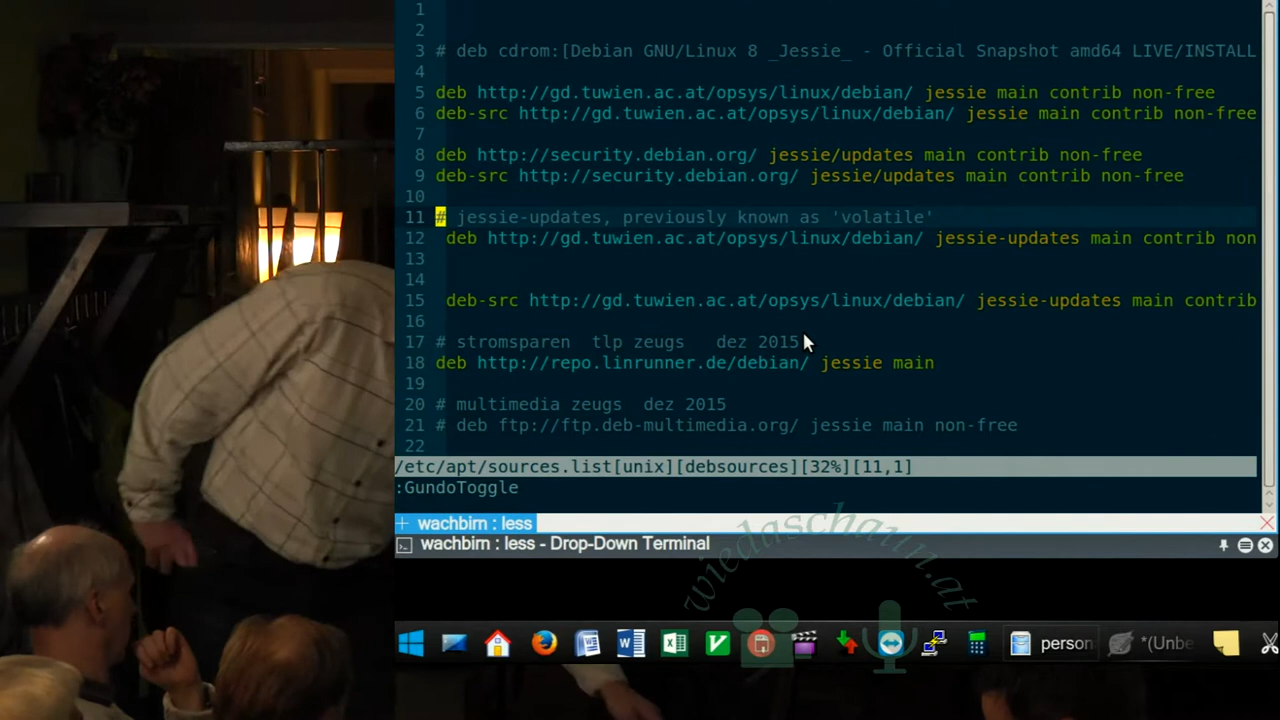 1
2
3 # deb cdrom:[Debian GNU/Linux 8 _Jessie_ - Official Snapshot amd64 LIVE/INSTALL
4
5 deb http://gd.tuwien.ac.at/opsys/linux/debian/ jessie main contrib non-free
6 deb-src http://gd.tuwien.ac.at/opsys/linux/debian/ jessie main contrib non-free
7
8 deb http://security.debian.org/ jessie/updates main contrib non-free
9 deb-src http://security.debian.org/ jessie/updates main contrib non-free
10
11 # jessie-updates, previously known as 'volatile'
12 deb http://gd.tuwien.ac.at/opsys/linux/debian/ jessie-updates main contrib non
13
14
15 deb-src http://gd.tuwien.ac.at/opsys/linux/debian/ jessie-updates main contrib
16
17 # stromsparen tlp zeugs dez 2015
18 deb http://repo.linrunner.de/debian/ jessie main
19
20 # multimedia zeugs dez 2015
21 # deb ftp://ftp.deb-multimedia.org/ jessie main non-free
22
/etc/apt/sources.list[unix][debsources][32%][11,1]
:GundoToggle
wachbirn : less
wachbirn : less - Drop-Down Terminal
wiedaschaun.at
person
*(Unbe